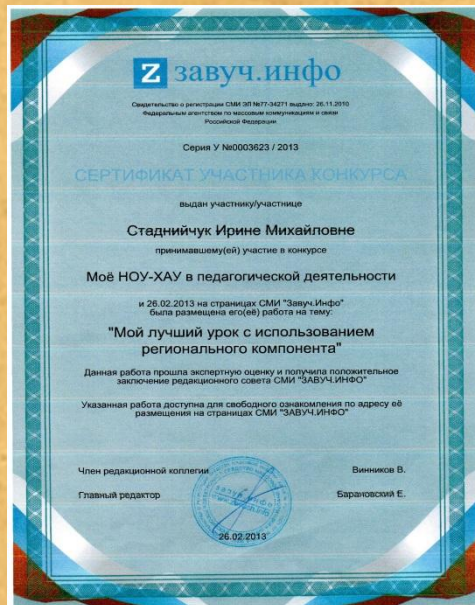 Z завуч.инфо
Свидетельство о регистрации СМИ ЭЛ №77-34271 выдано: 26.11.2010
Федеральным агентством по массовым коммуникациям и связи
Российской Федерации
Серия У №0003623 / 2013
СЕРТИФИКАТ УЧАСТНИКА КОНКУРСА
выдан участнику/участнице
Стаднийчук Ирине Михайловне
принимавшему(ей) участие в конкурсе
Моё НОУ-ХАУ в педагогической деятельности
и 26.02.2013 на страницах СМИ "Завуч.Инфо"
была размещена его(её) работа на тему:
"Мой лучший урок с использованием
регионального компонента"
Данная работа прошла экспертную оценку и получила положительное
заключение редакционного совета СМИ "ЗАВУЧ.ИНФО"
Указанная работа доступна для свободного ознакомления по адресу её
размещения на страницах СМИ "ЗАВУЧ.ИНФО"
Член редакционной коллегии Винников В.
Главный редактор Барановский Е.
завуч.инфо
26.02.2013